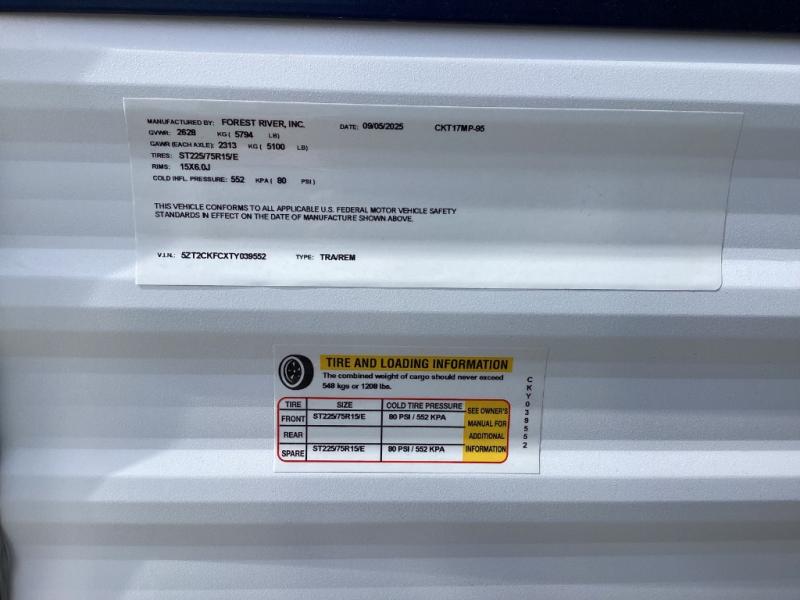 MANUFACTURED BY: FOREST RIVER, INC. DATE: 09/05/2025 CKT17MP-95
GVWR: 2628 KG ( 5794 LB)
GAWR (EACH AXLE): 2313 KG ( 5100 LB)
TIRES: ST225/75R15/E
RIMS: 15X6.0J
COLD INFL. PRESSURE: 552 KPA ( 80 PSI )
THIS VEHICLE CONFORMS TO ALL APPLICABLE U.S. FEDERAL MOTOR VEHICLE SAFETY
STANDARDS IN EFFECT ON THE DATE OF MANUFACTURE SHOWN ABOVE.
V.I.N.: 5ZT2CKFCXTY039552 TYPE: TRA/REM
TIRE AND LOADING INFORMATION
The combined weight of cargo should never exceed
548 kgs or 1208 lbs.
TIRE SIZE COLD TIRE PRESSURE
FRONT ST225/75R15/E 80 PSI / 552 KPA
REAR
SPARE ST225/75R15/E 80 PSI / 552 KPA
SEE OWNER'S
MANUAL FOR
ADDITIONAL
INFORMATION
CKY039552